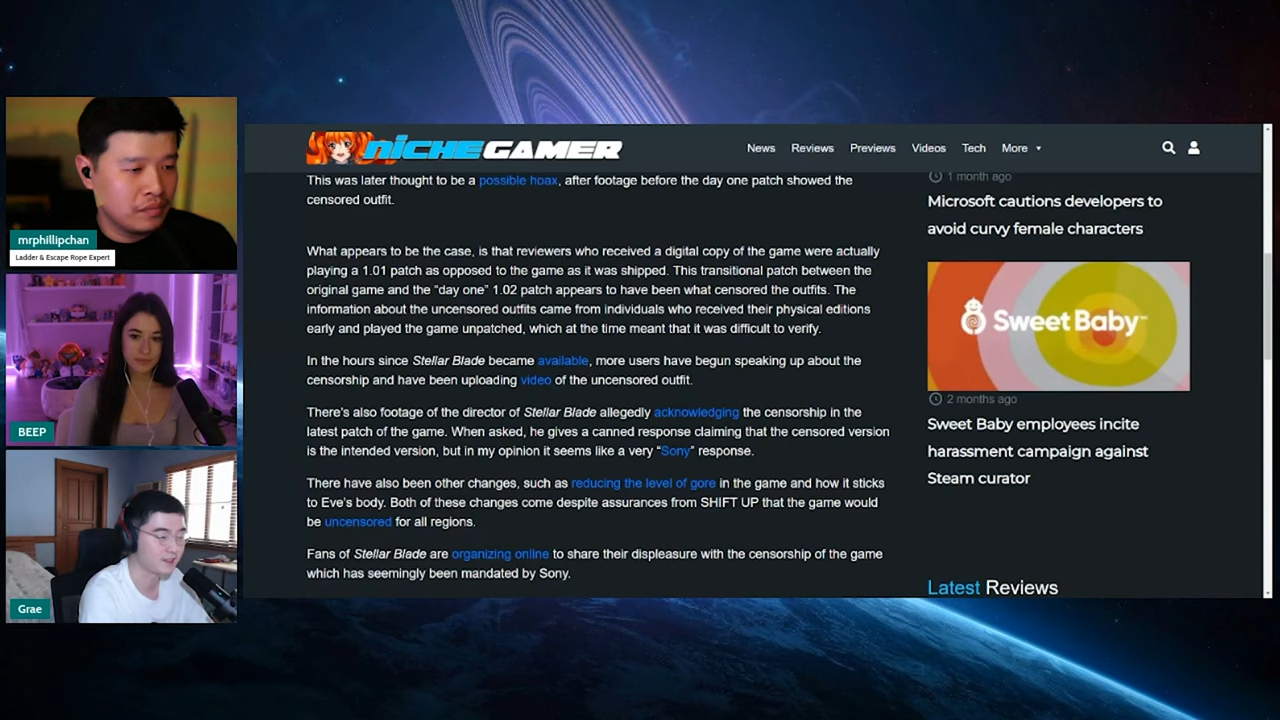 mrphillipchan
Ladder & Escape Rope Expert
BEEP
Grae
NICHEGAMER
News
Reviews
Previews
Videos
Tech
More
This was later thought to be a possible hoax, after footage before the day one patch showed the
censored outfit.
What appears to be the case, is that reviewers who received a digital copy of the game were actually
playing a 1.01 patch as opposed to the game as it was shipped. This transitional patch between the
original game and the “day one” 1.02 patch appears to have been what censored the outfits. The
information about the uncensored outfits came from individuals who received their physical editions
early and played the game unpatched, which at the time meant that it was difficult to verify.
In the hours since Stellar Blade became available, more users have begun speaking up about the
censorship and have been uploading video of the uncensored outfit.
There’s also footage of the director of Stellar Blade allegedly acknowledging the censorship in the
latest patch of the game. When asked, he gives a canned response claiming that the censored version
is the intended version, but in my opinion it seems like a very “Sony” response.
There have also been other changes, such as reducing the level of gore in the game and how it sticks
to Eve’s body. Both of these changes come despite assurances from SHIFT UP that the game would
be uncensored for all regions.
Fans of Stellar Blade are organizing online to share their displeasure with the censorship of the game
which has seemingly been mandated by Sony.
1 month ago
Microsoft cautions developers to
avoid curvy female characters
Sweet Baby™
2 months ago
Sweet Baby employees incite
harassment campaign against
Steam curator
Latest Reviews